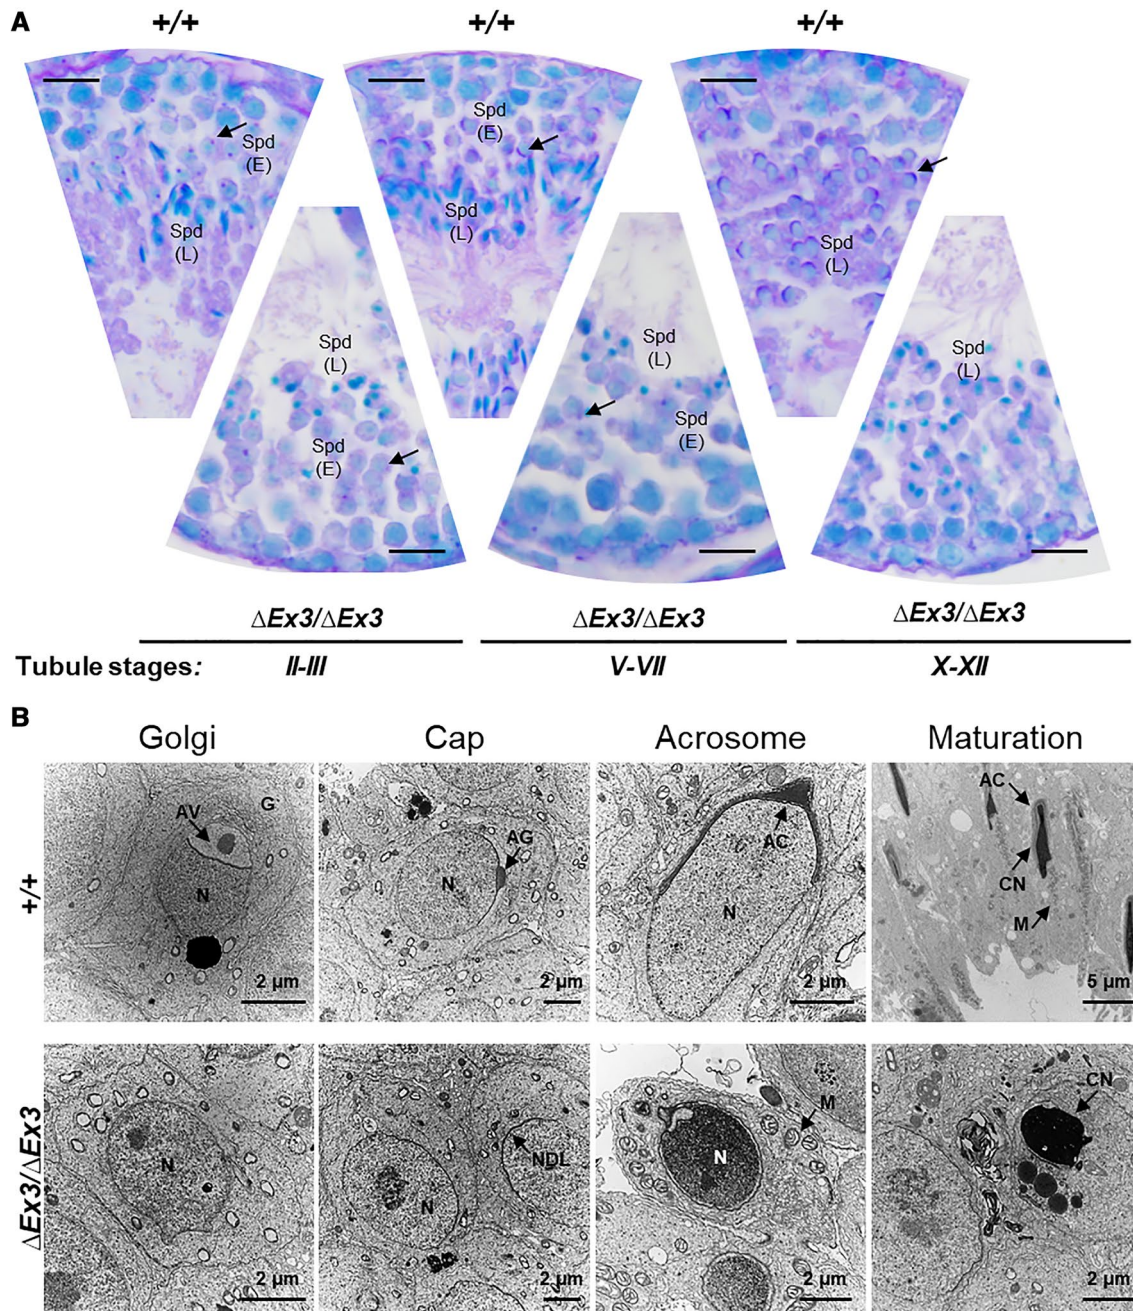 A
+/+ +/+ +/+
Spd
(E)
Spd
(L)
Spd
(E)
Spd
(L)
Spd
(L)
Spd
(L)
Spd
(E)
Spd
(L)
Spd
(E)
Spd
(L)
ΔEx3/ΔEx3 ΔEx3/ΔEx3 ΔEx3/ΔEx3
Tubule stages: II-III V-VII X-XII
B
Golgi Cap Acrosome Maturation
+/+
AV
G
N
2 µm
AG
N
2 µm
AC
N
2 µm
AC
CN
M
5 µm
ΔEx3/ΔEx3
N
2 µm
NDL
N
2 µm
M
N
2 µm
CN
2 µm